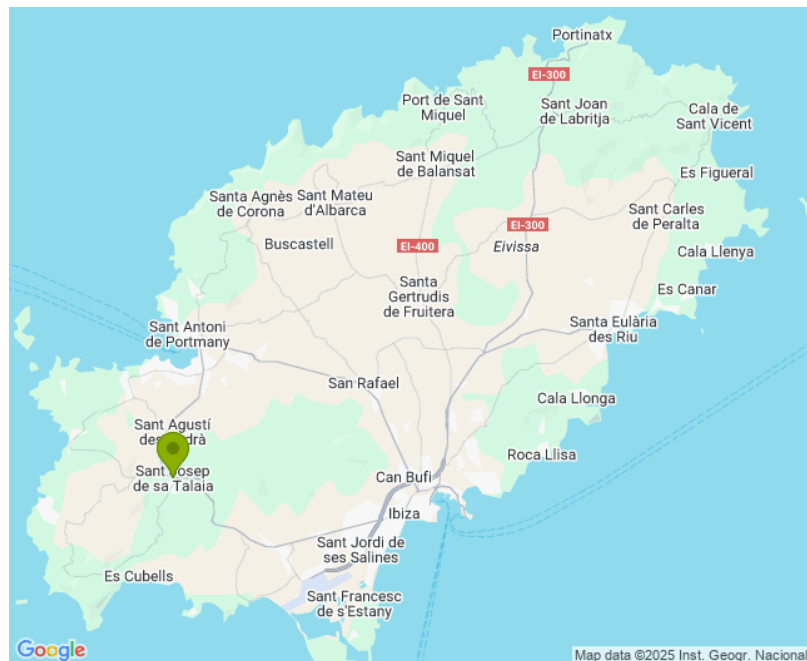 Portinatx
EI-300
Port de Sant
Miquel
Sant Joan
de Labritja
Cala de
Sant Vicent
Sant Miquel
de Balansat
Es Figueral
Santa Agnès
de Corona
Sant Mateu
d'Albarca
Sant Carles
de Peralta
EI-300
Buscastell
EI-400
Eivissa
Cala Llenya
Santa
Gertrudis
de Fruitera
Es Canar
Sant Antoni
de Portmany
Santa Eulària
des Riu
San Rafael
Cala Llonga
Sant Agustí
Roca Llisa
Sant Josep
de sa Talaia
Can Bufi
Ibiza
Sant Jordi de
ses Salines
Es Cubells
Sant Francesc
de s'Estany
Google
Map data ©2025 Inst. Geogr. Nacional